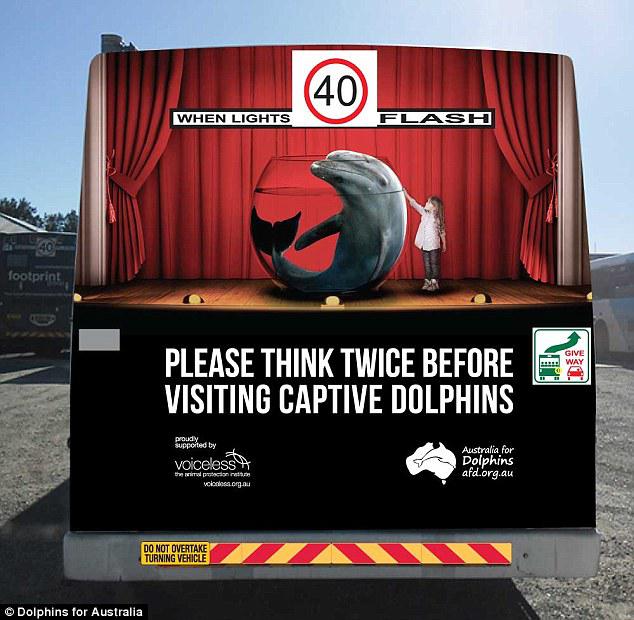 WHEN LIGHTS 40 FLASH
40
footprint
PLEASE THINK TWICE BEFORE
VISITING CAPTIVE DOLPHINS
GIVE
WAY
proudly
supported by
voiceless
the animal protection institute
voiceless.org.au
Australia for
Dolphins
afd.org.au
DO NOT OVERTAKE
TURNING VEHICLE
© Dolphins for Australia